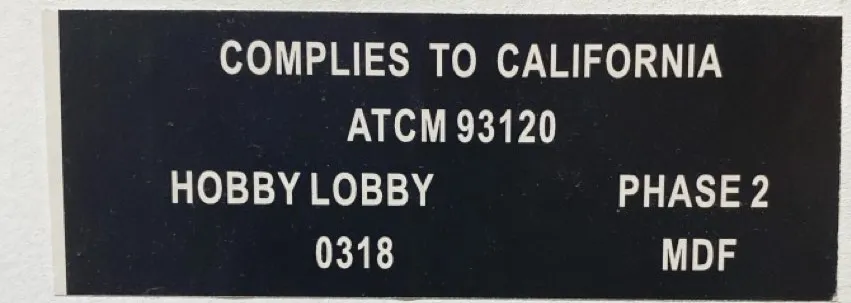 COMPLIES TO CALIFORNIA
ATCM 93120
HOBBY LOBBY PHASE 2
0318 MDF